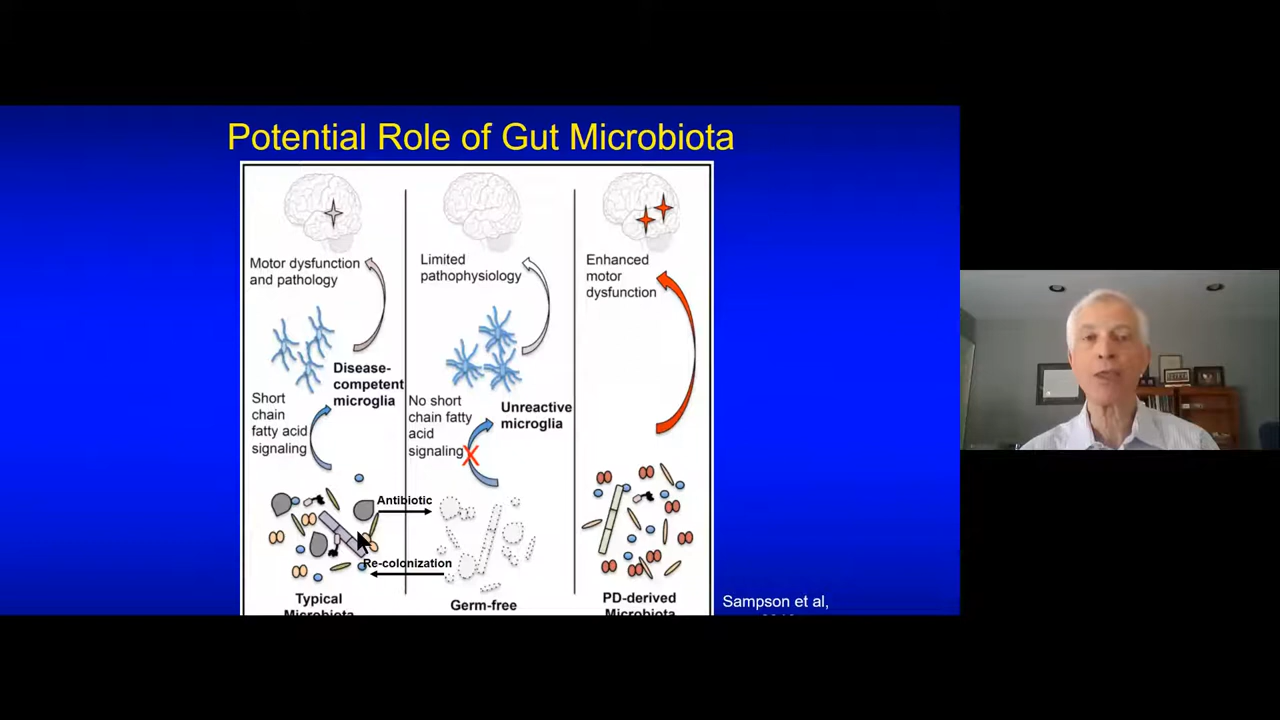 Potential Role of Gut Microbiota
Motor dysfunction
and pathology
Disease-
competent
microglia
Short
chain
fatty acid
signaling
Typical
Microbiota
Antibiotic
Re-colonization
Limited
pathophysiology
No short
chain fatty
acid
signaling
X
Unreactive
microglia
Germ-free
Enhanced
motor
dysfunction
PD-derived
Microbiota
Sampson et al,